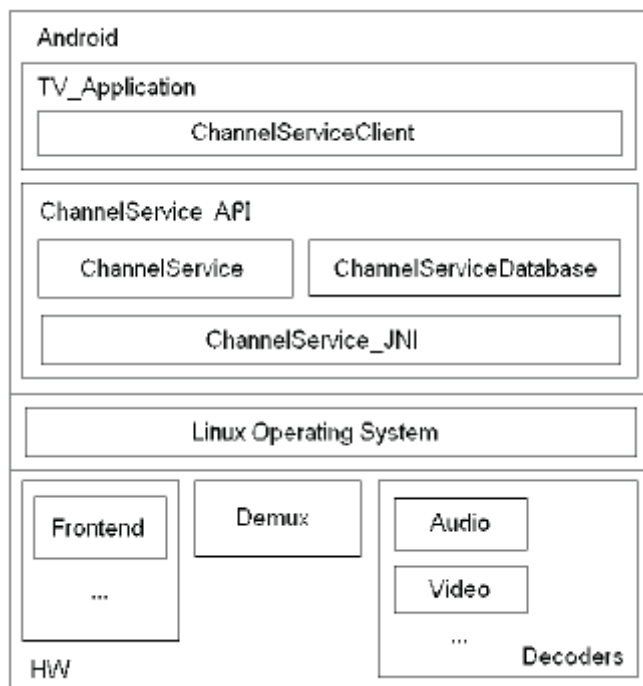 Android
TV_Application
ChannelServiceClient
ChannelService API
ChannelService
ChannelServiceDatabase
ChannelService_JNI
Linux Operating System
Frontend
...
Demux
Audio
Video
...
Decoders
HW